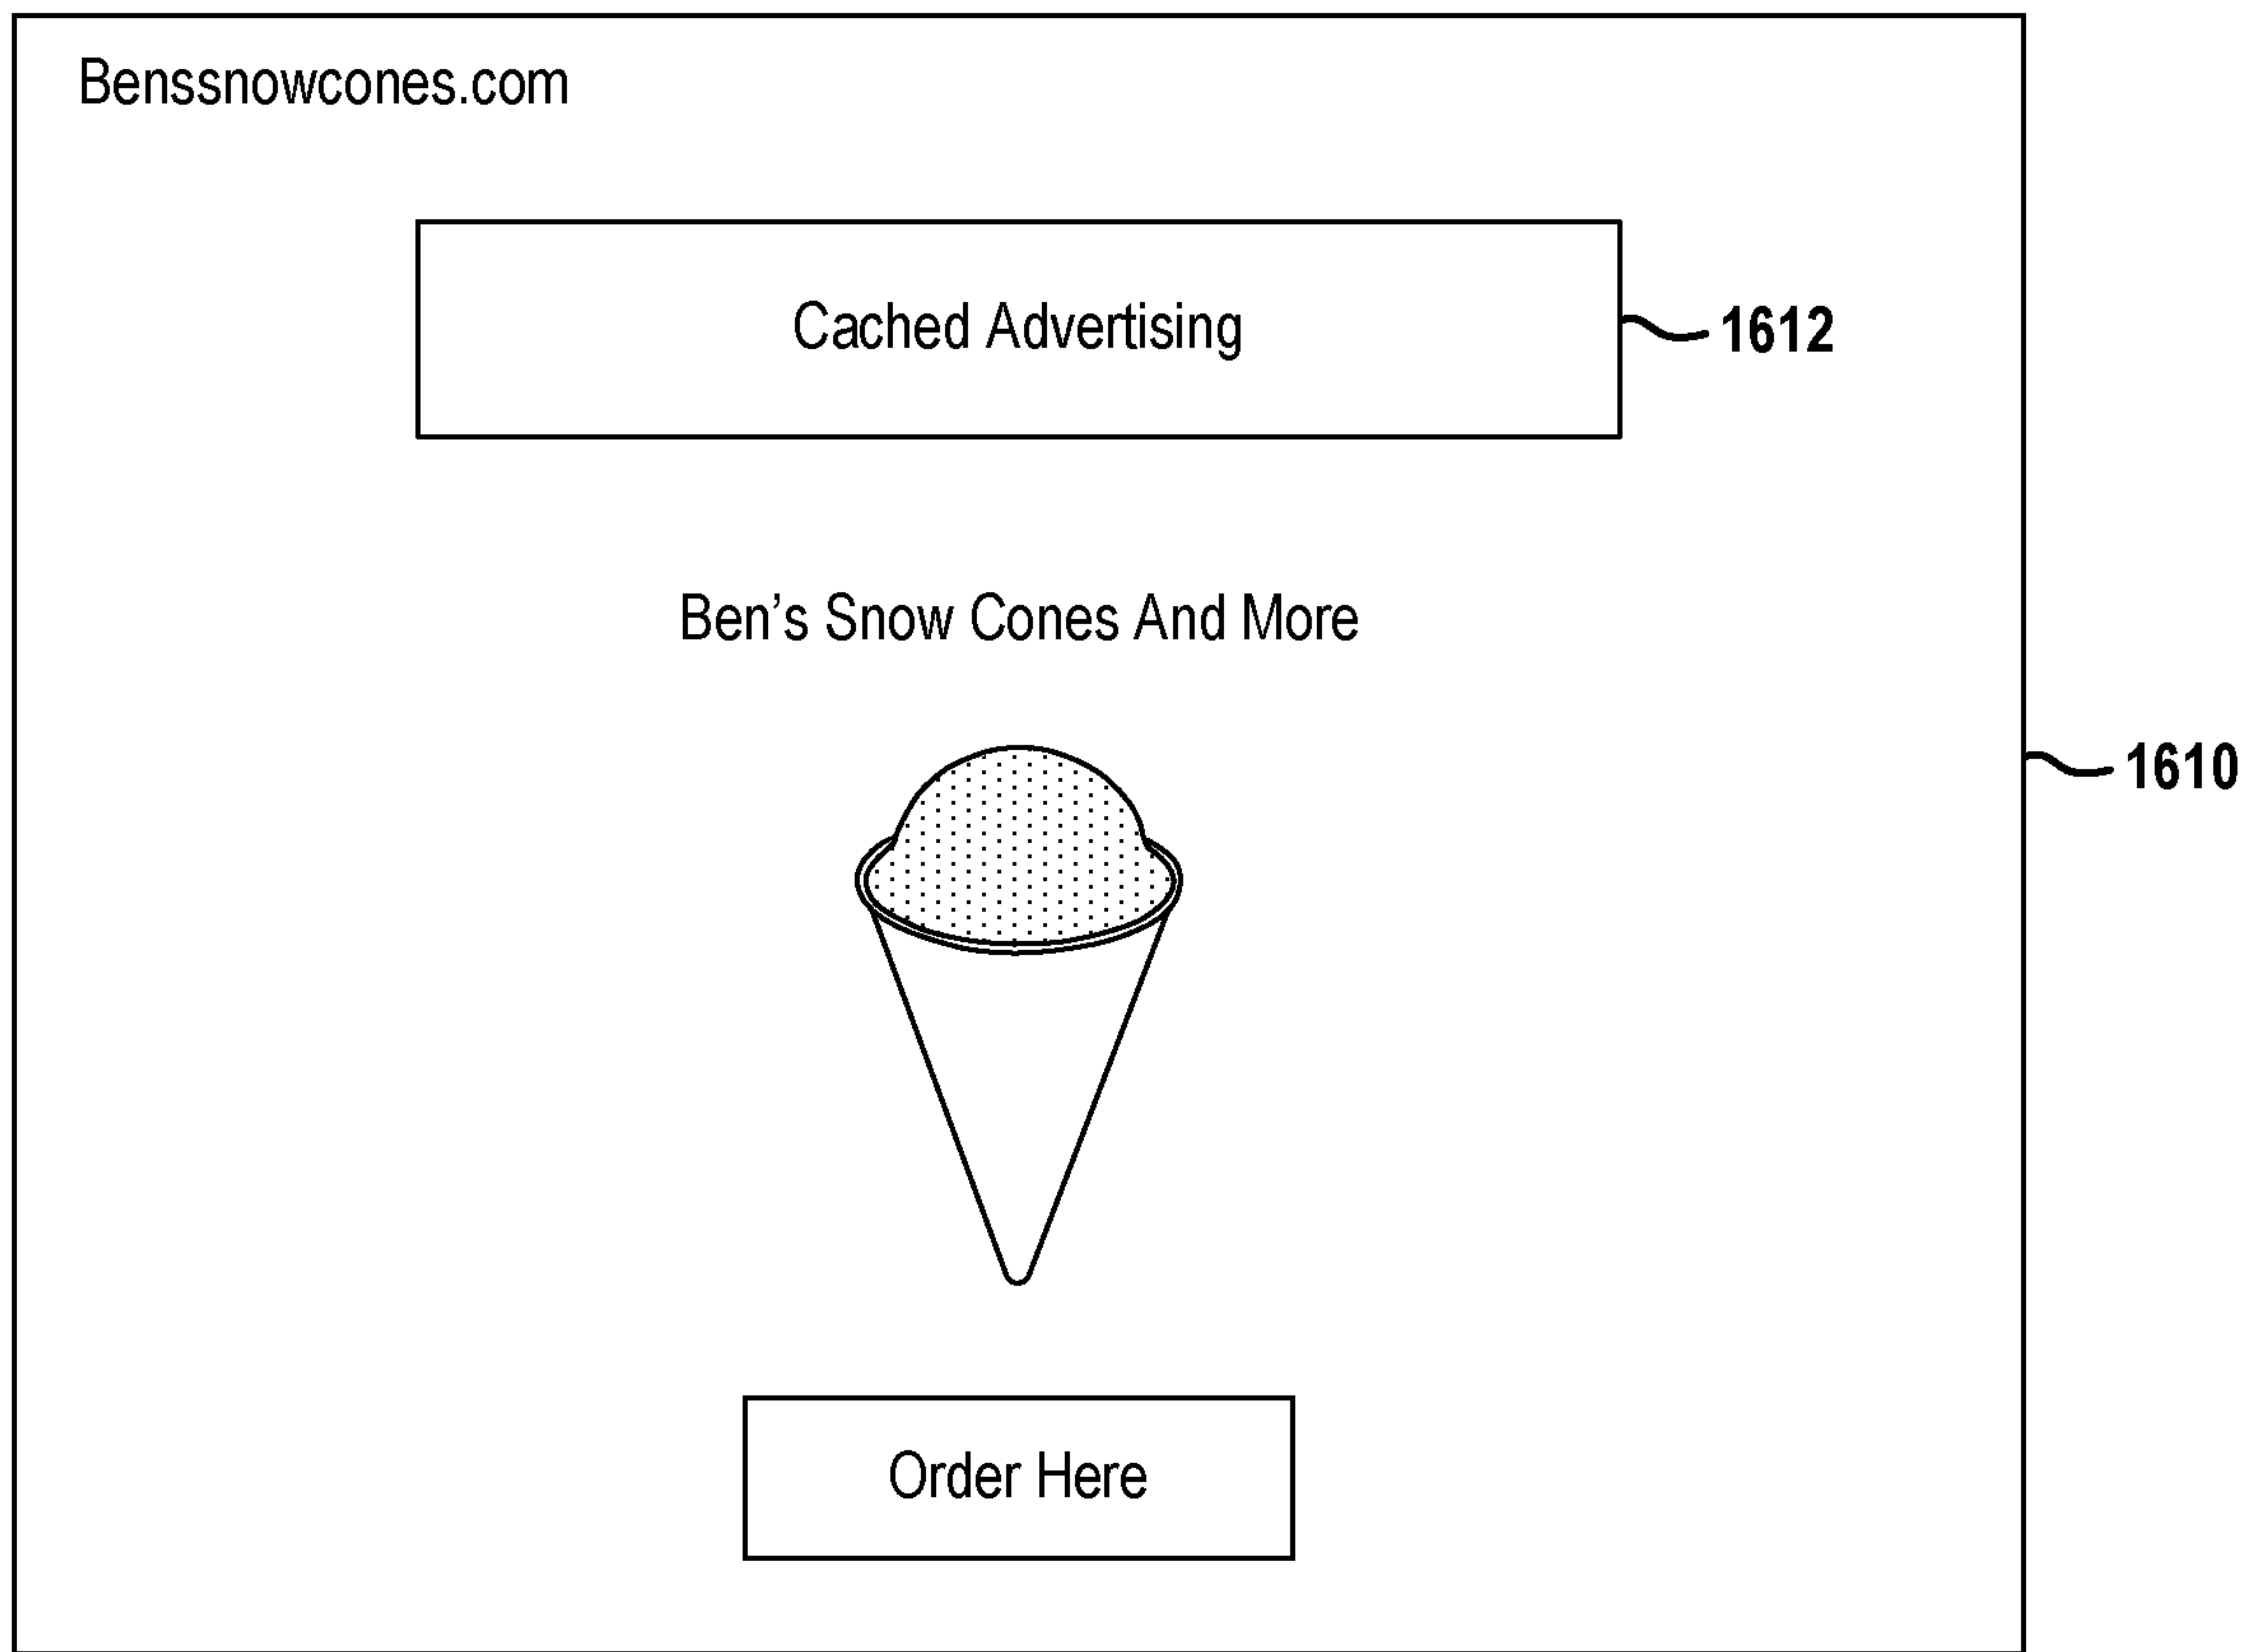 Benssnowcones.com
Cached Advertising
1612
Ben's Snow Cones And More
1610
Order Here